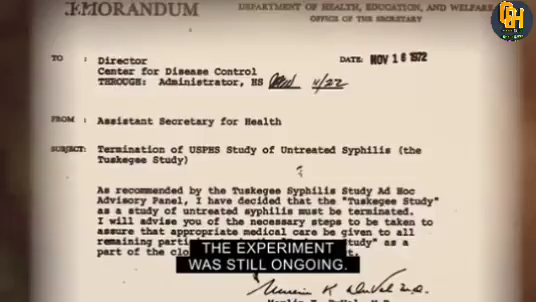 MEMORANDUM
DEPARTMENT OF HEALTH, EDUCATION, AND WELFARE
OFFICE OF THE SECRETARY
TO : Director
Center for Disease Control
THROUGH: Administrator, HS 4/22
DATE: NOV 16 1972
FROM : Assistant Secretary for Health
SUBJECT: Termination of USPHS Study of Untreated Syphilis (the
Tuskegee Study)
As recommended by the Tuskegee Syphilis Study Ad Hoc
Advisory Panel, I have decided that the "Tuskegee Study"
as a study of untreated syphilis must be terminated.
I will advise you of the necessary steps to be taken to
assure that appropriate medical care be given to all
remaining parti study" as a
part of the clo t.
THE EXPERIMENT
WAS STILL ONGOING.